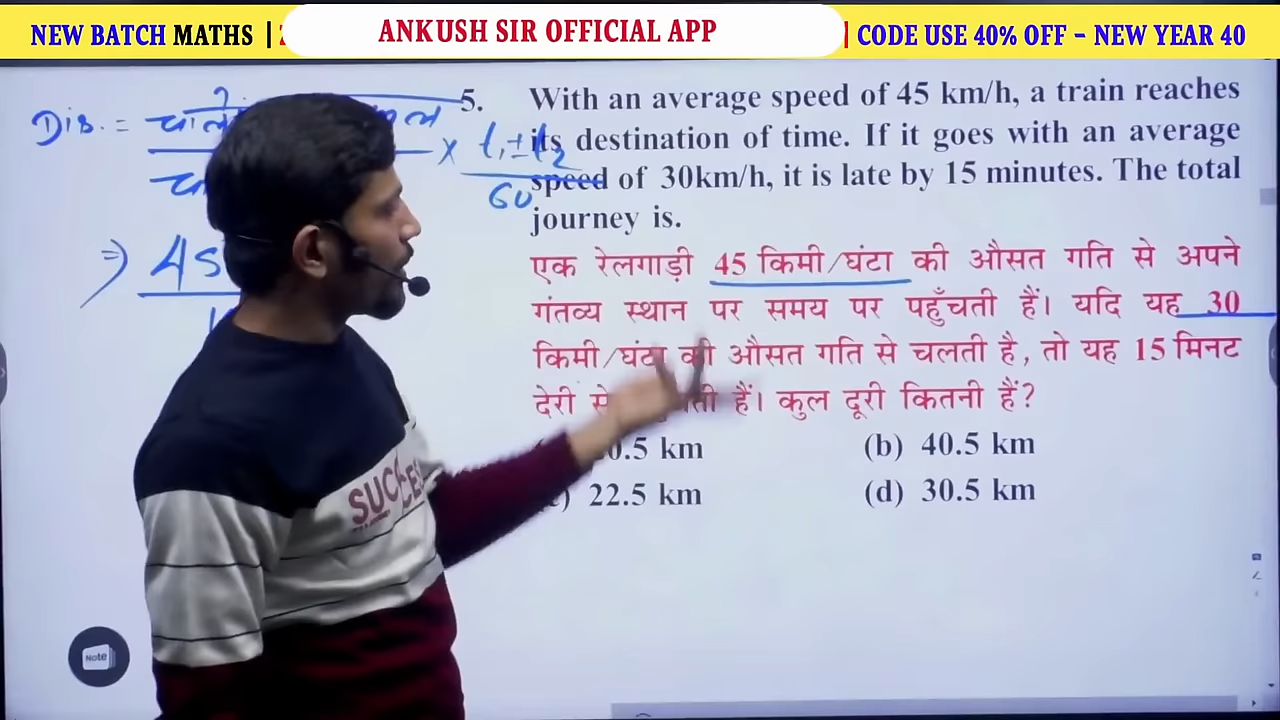 NEW BATCH MATHS |
ANKUSH SIR OFFICIAL APP
| CODE USE 40% OFF - NEW YEAR 40
Dis. =
× t₁±t₂
60
⇒ 45
5. With an average speed of 45 km/h, a train reaches
its destination of time. If it goes with an average
speed of 30km/h, it is late by 15 minutes. The total
journey is.
एक रेलगाड़ी 45 किमी/घंटा की औसत गति से अपने
गंतव्य स्थान पर समय पर पहुँचती हैं। यदि यह 30
किमी/घंटा की औसत गति से चलती है, तो यह 15 मिनट
देरी से हैं। कुल दूरी कितनी हैं?
0.5 km (b) 40.5 km
22.5 km (d) 30.5 km
SUCCESS
Note